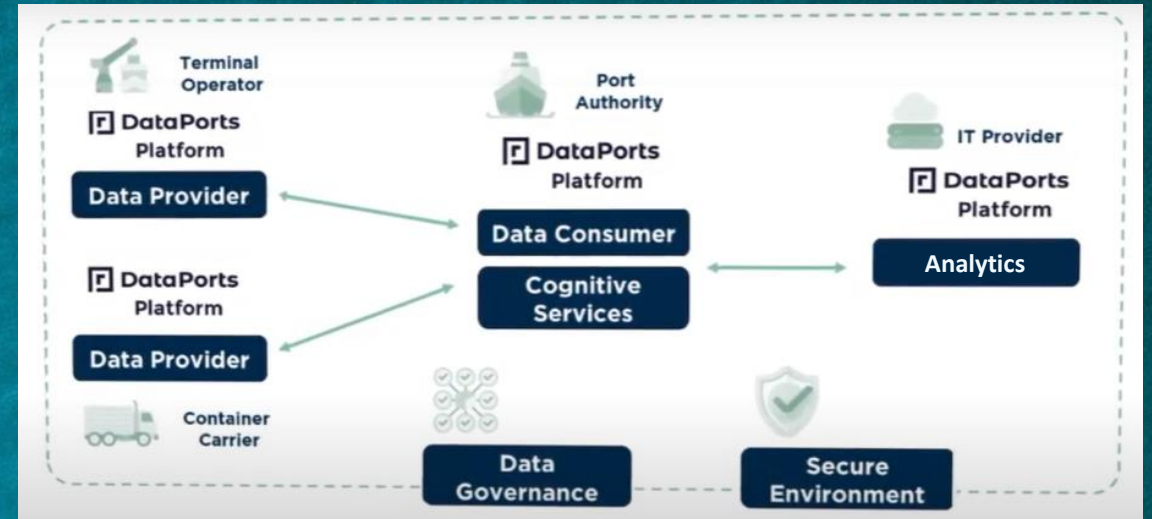 Terminal
Operator
DataPorts
Platform
Data Provider
DataPorts
Platform
Data Provider
Container
Carrier
Port
Authority
DataPorts
Platform
Data Consumer
Cognitive
Services
IT Provider
DataPorts
Platform
Analytics
Data
Governance
Secure
Environment